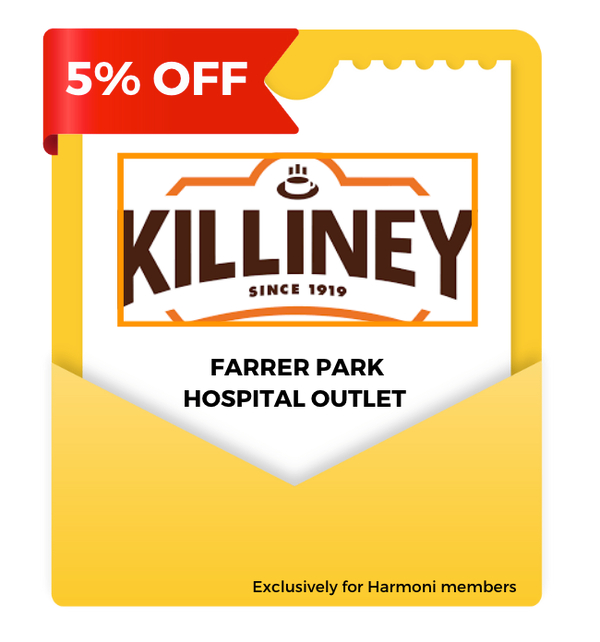 5% OFF
KILLINEY
SINCE 1919
FARRER PARK
HOSPITAL OUTLET
Exclusively for Harmoni members